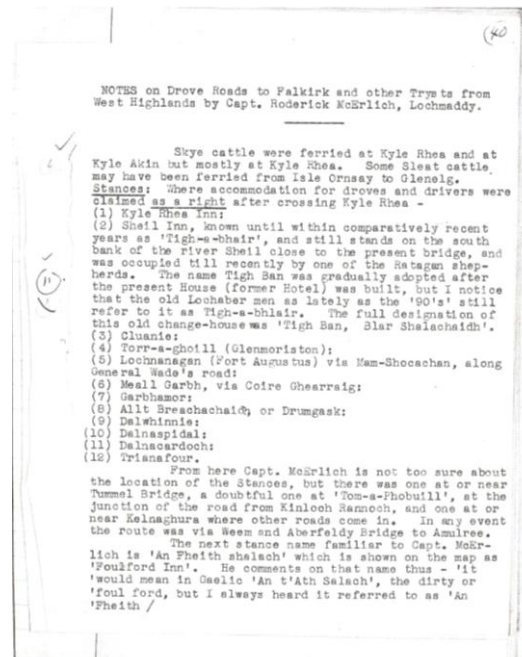 (40
NOTES on Drove Roads to Falkirk and other Trysts from
West Highlands by Capt. Roderick McErlich, Lochmaddy.
Skye cattle were ferried at Kyle Rhea and at
Kyle Akin but mostly at Kyle Rhea. Some Sleat cattle
may have been ferried from Isle Ornsay to Glenelg.
Stances: Where accommodation for droves and drivers were
claimed as a right after crossing Kyle Rhea -
(1) Kyle Rhea Inn:
(2) Sheil Inn, known until within comparatively recent
years as 'Tigh-a-bhair', and still stands on the south
bank of the river Sheil close to the present bridge, and
was occupied till recently by one of the Ratagan shep-
herds. The name Tigh Ban was gradually adopted after
the present House (former Hotel) was built, but I notice
that the old Lochaber men as lately as the '90's' still
refer to it as Tigh-a-bhlair. The full designation of
this old change-house was 'Tigh Ban, Blar Shalachaidh'.
(3) Cluanie:
(4) Torr-a-ghoill (Glenmoriston):
(5) Lochnanagan (Fort Augustus) via Mam-Shocachan, along
General Wade's road:
(6) Meall Garbh, via Coire Ghearraig:
(7) Garbhamor:
(8) Allt Breachachaidh, or Drumgask:
(9) Dalwhinnie:
(10) Dalnaspidal:
(11) Dalnacardoch:
(12) Trianafour.
From here Capt. McErlich is not too sure about
the location of the Stances, but there was one at or near
Tummel Bridge, a doubtful one at 'Tom-a-Phobuill', at the
junction of the road from Kinloch Rannoch, and one at or
near Kelnaghura where other roads come in. In any event
the route was via Weem and Aberfeldy Bridge to Amulree.
The next stance name familiar to Capt. McEr-
lich is 'An Fheith shalach' which is shown on the map as
'Foulford Inn'. He comments on that name thus - 'it
'would mean in Gaelic 'An t'Ath Salach', the dirty or
'foul ford, but I always heard it referred to as 'An
'Fheith /